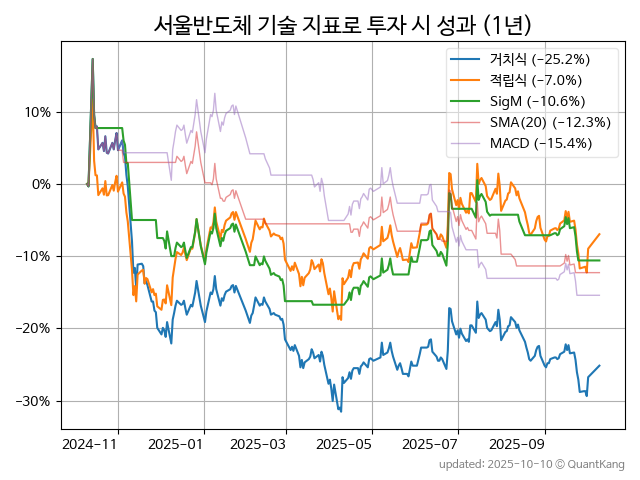 서울반도체 기술 지표로 투자 시 성과 (1년)
거치식 (−25.2%)
적립식 (−7.0%)
SigM (−10.6%)
SMA(20) (−12.3%)
MACD (−15.4%)
10%
0%
−10%
−20%
−30%
2024−11 2025−01 2025−03 2025−05 2025−07 2025−09
updated: 2025-10-10 © QuantKang